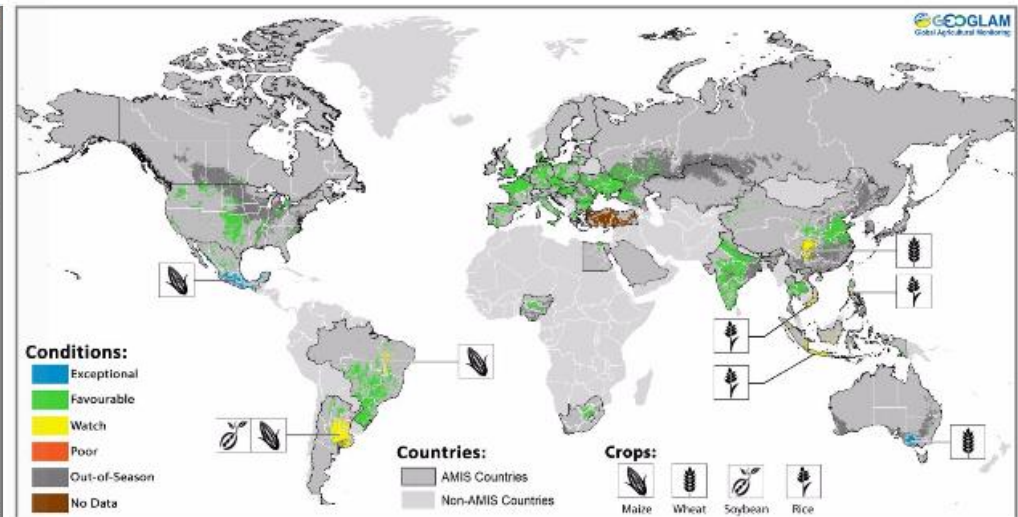 GEOGLAM
Global Agricultural Monitoring
Conditions:
Exceptional
Favourable
Watch
Poor
Out-of-Season
No Data
Countries:
AMIS Countries
Non-AMIS Countries
Crops:
Maize
Wheat
Soybean
Rice